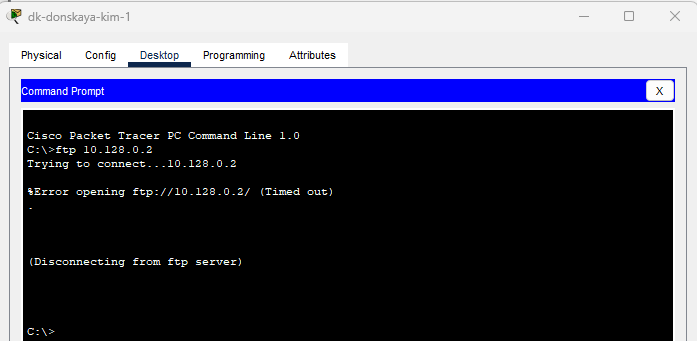 dk-donskaya-kim-1
Physical Config Desktop Programming Attributes
Command Prompt X
Cisco Packet Tracer PC Command Line 1.0
C:\>ftp 10.128.0.2
Trying to connect...10.128.0.2
%Error opening ftp://10.128.0.2/ (Timed out)
.
(Disconnecting from ftp server)
C:\>